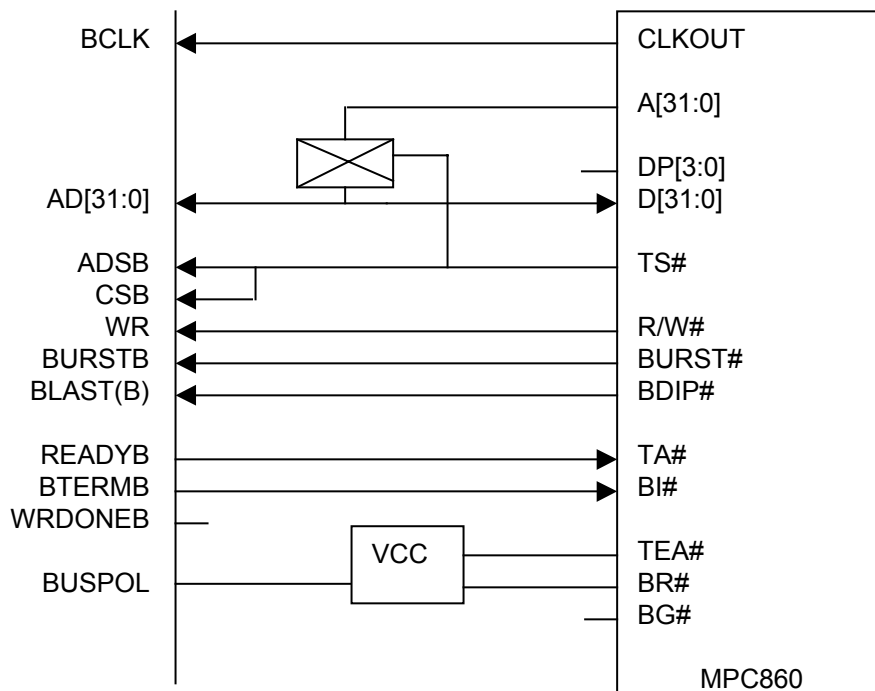 BCLK CLKOUT
A[31:0]
DP[3:0]
AD[31:0] D[31:0]
ADSB TS#
CSB
WR R/W#
BURSTB BURST#
BLAST(B) BDIP#
READYB TA#
BTERMB BI#
WRDONEB
VCC TEA#
BUSPOL BR#
BG#
MPC860